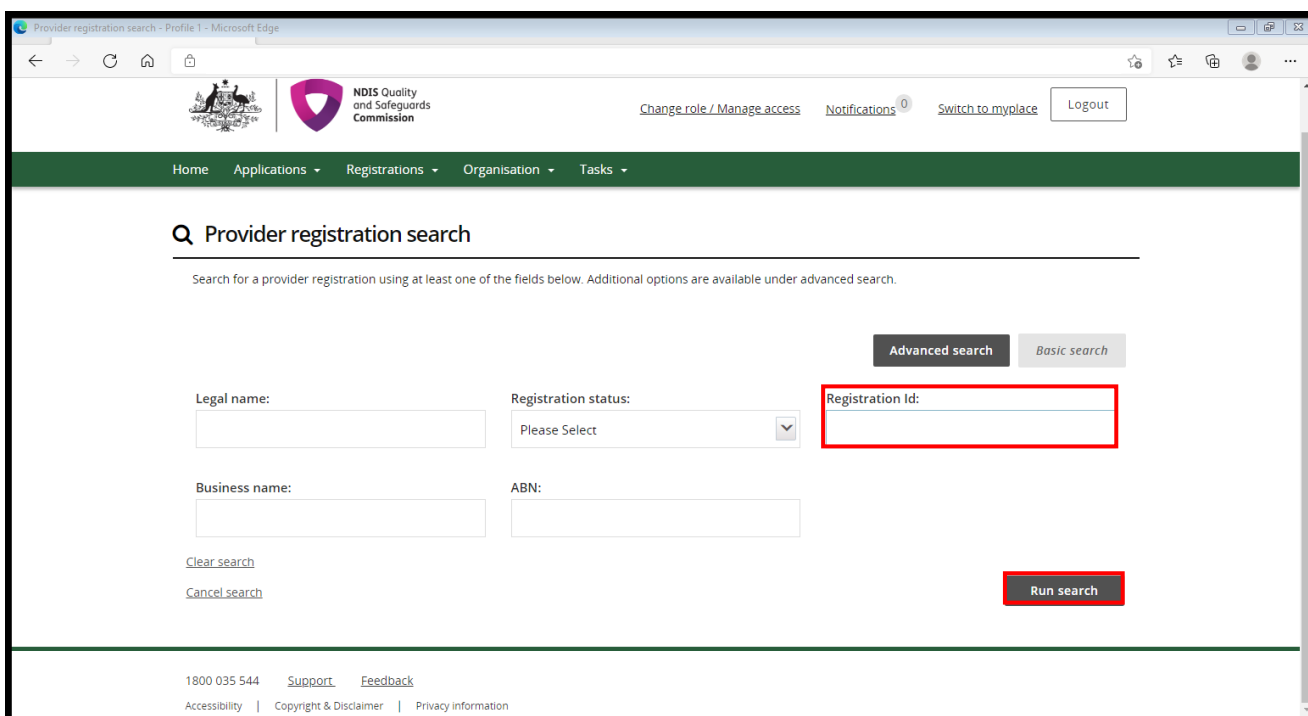 Provider registration search - Profile 1 - Microsoft Edge
NDIS Quality
and Safeguards
Commission
Change role / Manage access Notifications 0 Switch to myplace Logout
Home Applications Registrations Organisation Tasks
Provider registration search
Search for a provider registration using at least one of the fields below. Additional options are available under advanced search.
Advanced search Basic search
Legal name: Registration status: Registration Id:
Please Select
Business name: ABN:
Clear search
Cancel search
Run search
1800 035 544 Support Feedback
Accessibility | Copyright & Disclaimer | Privacy information